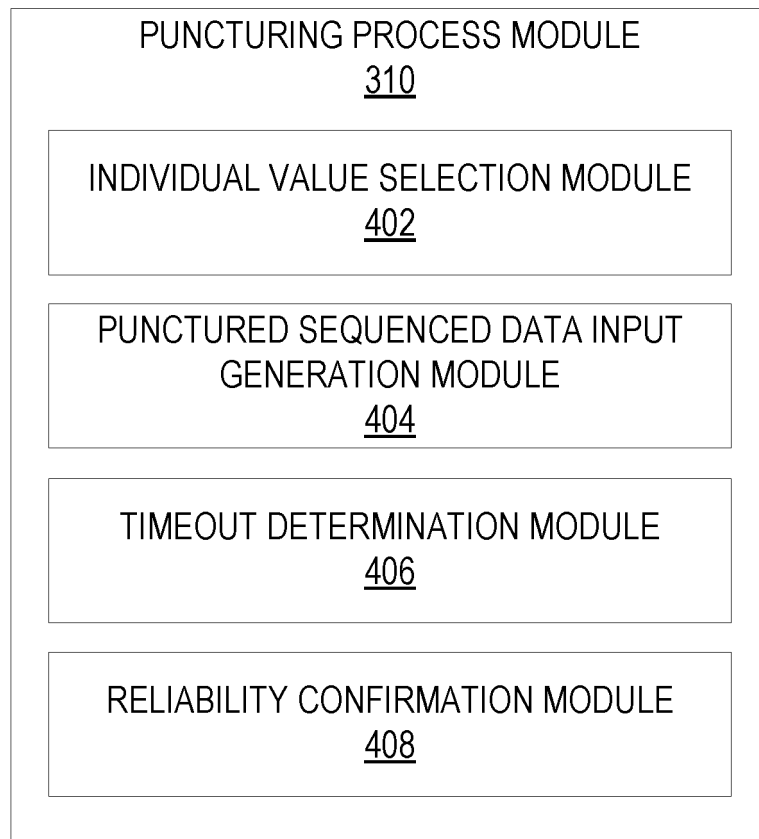 PUNCTURING PROCESS MODULE
310
INDIVIDUAL VALUE SELECTION MODULE
402
PUNCTURED SEQUENCED DATA INPUT
GENERATION MODULE
404
TIMEOUT DETERMINATION MODULE
406
RELIABILITY CONFIRMATION MODULE
408